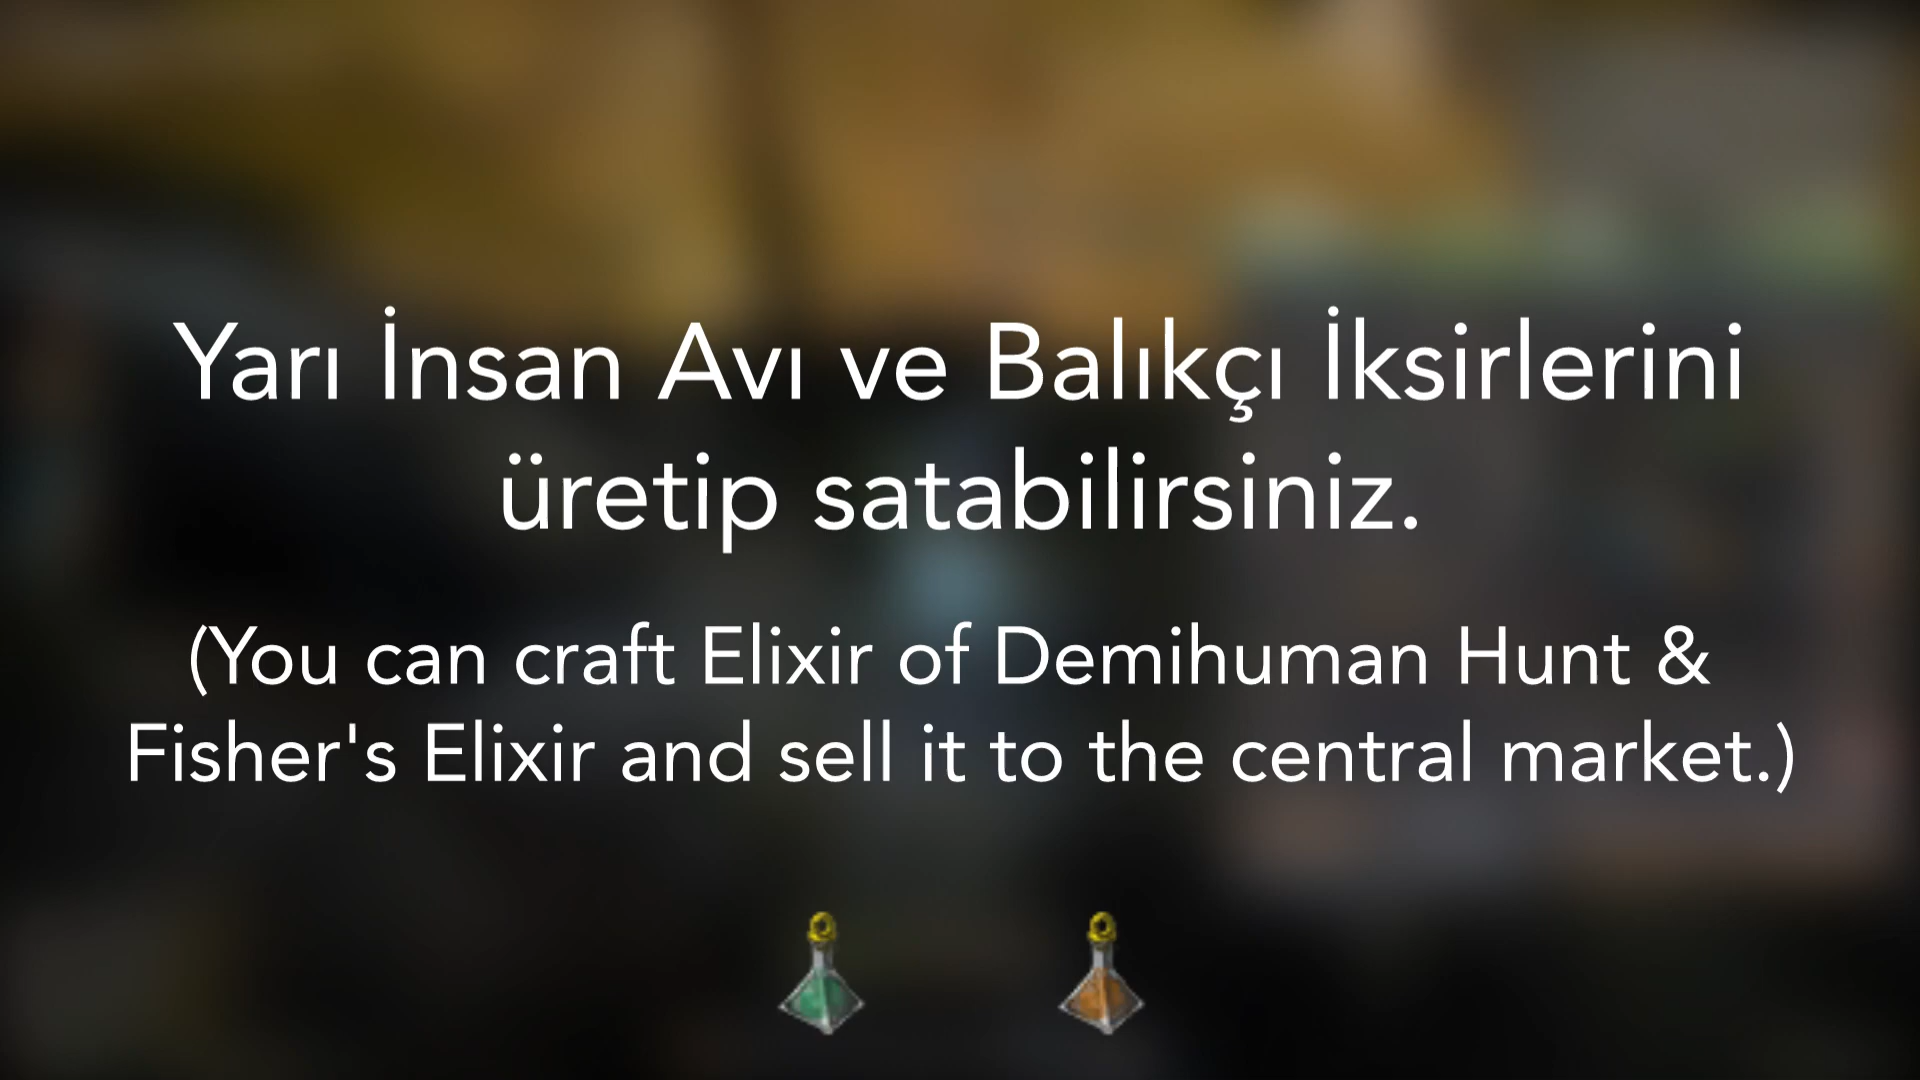 Yarı İnsan Avı ve Balıkçı İksirlerini
üretip satabilirsiniz.
(You can craft Elixir of Demihuman Hunt &
Fisher's Elixir and sell it to the central market.)